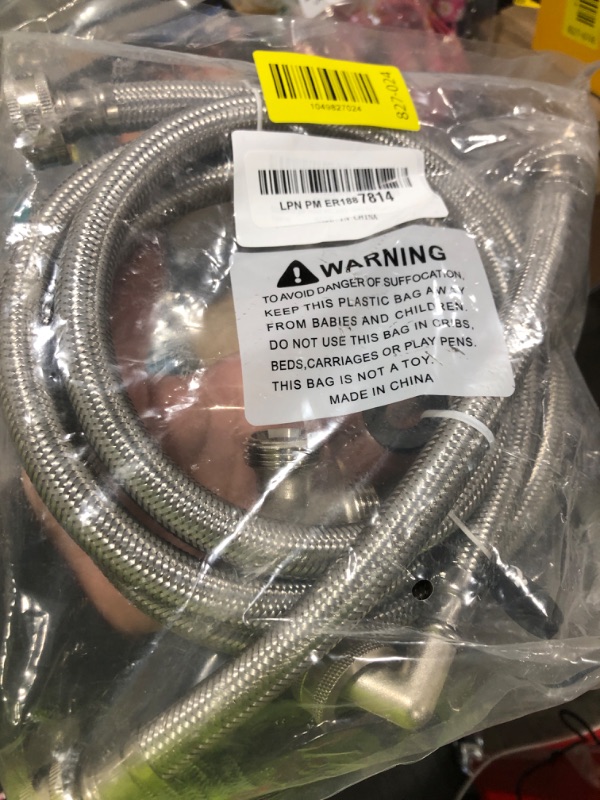 1049827024
827-024
LPN PM ER1887814
WARNING
TO AVOID DANGER OF SUFFOCATION,
KEEP THIS PLASTIC BAG AWAY
FROM BABIES AND CHILDREN.
DO NOT USE THIS BAG IN CRIBS,
BEDS,CARRIAGES OR PLAY PENS.
THIS BAG IS NOT A TOY.
MADE IN CHINA